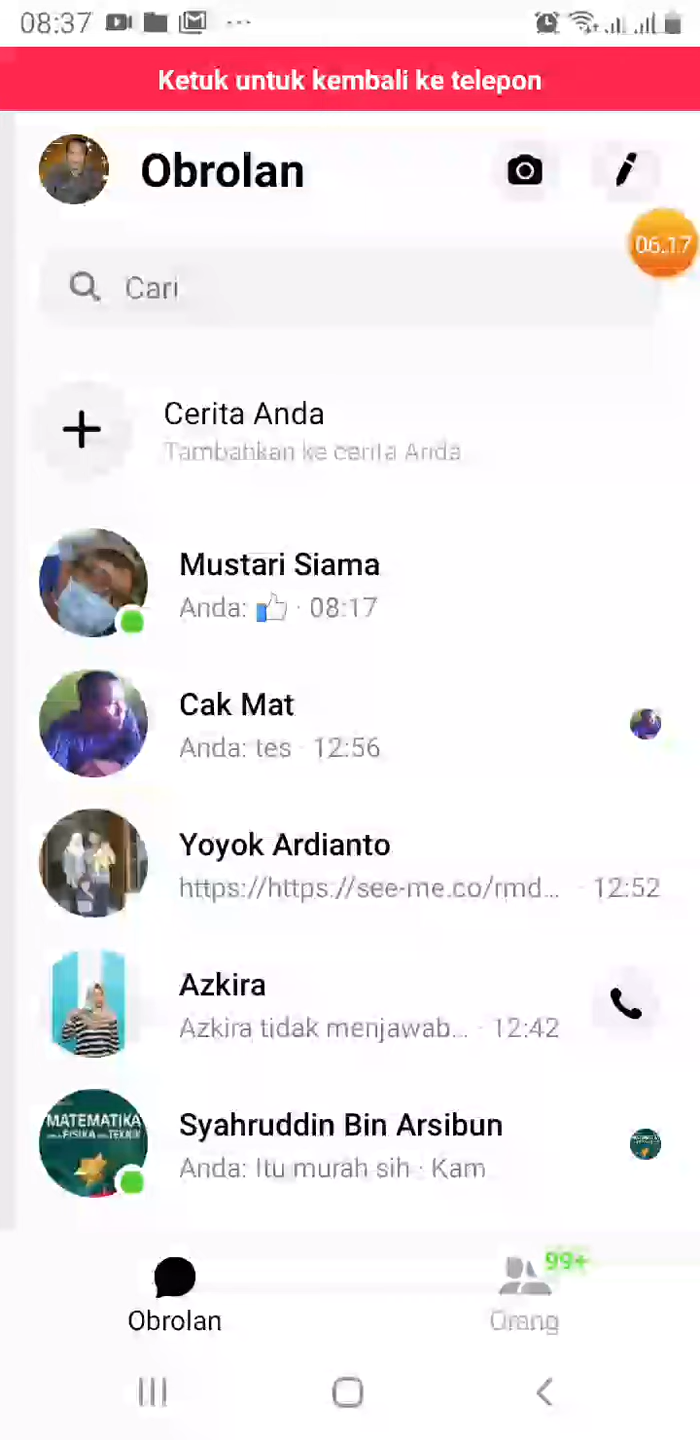 08:37
Ketuk untuk kembali ke telepon
Obrolan
06.17
Cari
Cerita Anda
Tambahkan ke cerita Anda
Mustari Siama
Anda: 👍 · 08:17
Cak Mat
Anda: tes · 12:56
Yoyok Ardianto
https://https://see-me.co/rmd... · 12:52
Azkira
Azkira tidak menjawab... · 12:42
MATEMATIKA
Syahruddin Bin Arsibun
Anda: Itu murah sih · Kam
99+
Obrolan
Orang